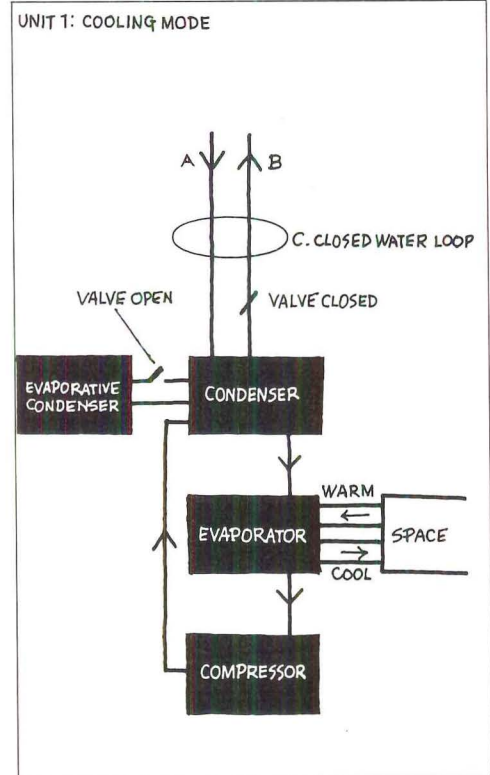 UNIT 1: COOLING MODE
A
B
C. CLOSED WATER LOOP
VALVE OPEN
VALVE CLOSED
EVAPORATIVE
CONDENSER
CONDENSER
WARM
EVAPORATOR
SPACE
COOL
COMPRESSOR